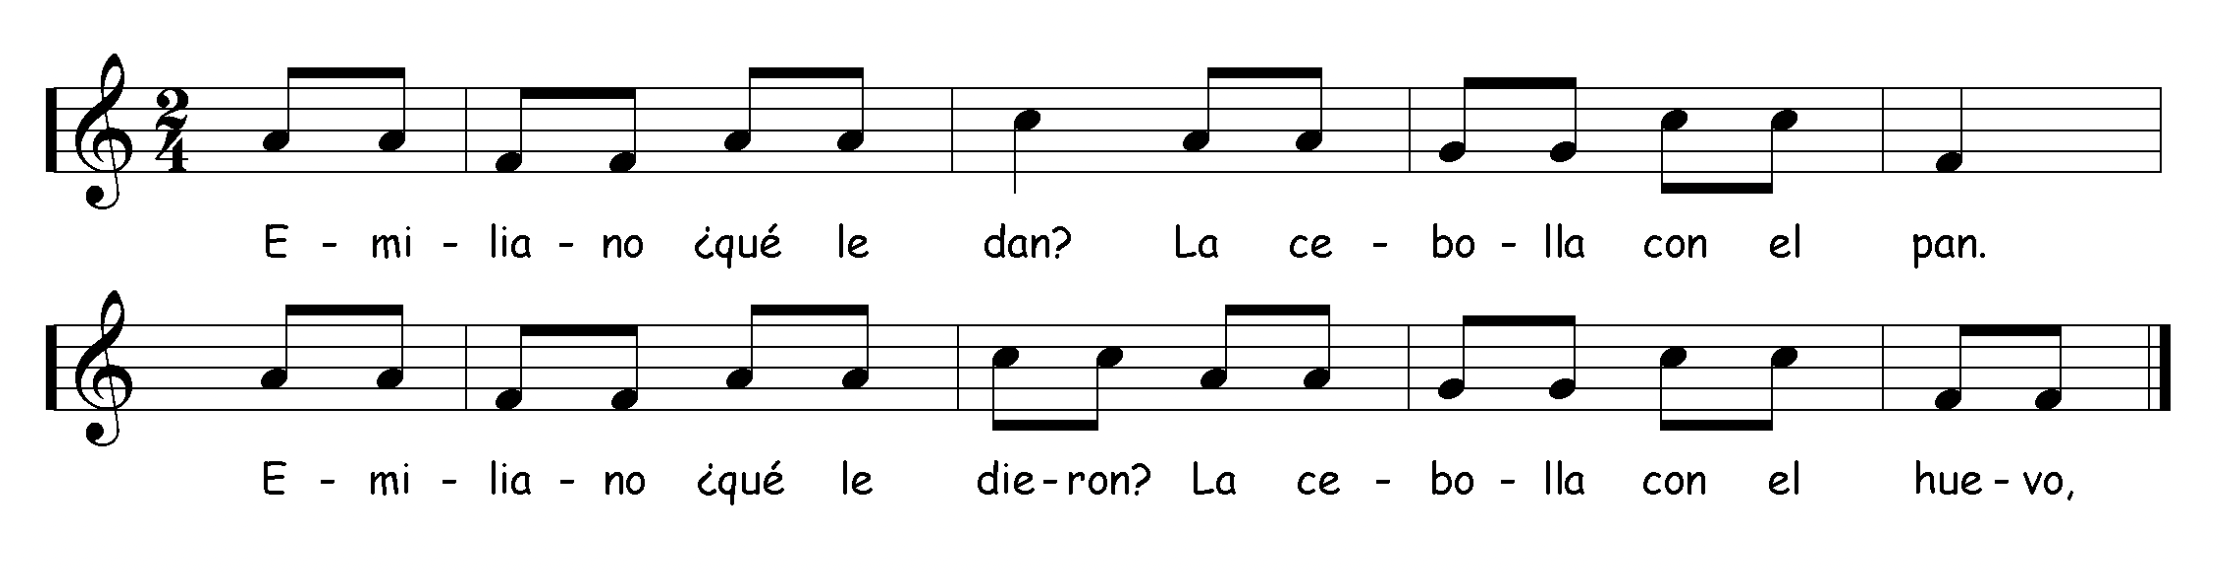 2
4
E - mi - lia - no ¿qué le dan? La ce - bo - lla con el pan.
E - mi - lia - no ¿qué le die - ron? La ce - bo - lla con el hue - vo,